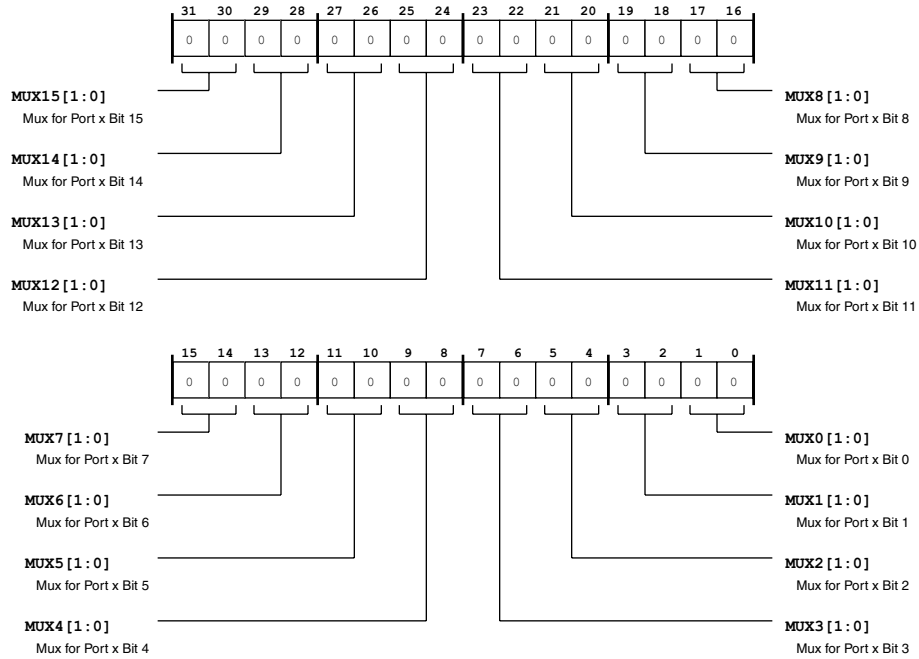 31 30 29 28 27 26 25 24 23 22 21 20 19 18 17 16
0 0 0 0 0 0 0 0 0 0 0 0 0 0 0 0
MUX15[1:0]
Mux for Port x Bit 15
MUX14[1:0]
Mux for Port x Bit 14
MUX13[1:0]
Mux for Port x Bit 13
MUX12[1:0]
Mux for Port x Bit 12
MUX8[1:0]
Mux for Port x Bit 8
MUX9[1:0]
Mux for Port x Bit 9
MUX10[1:0]
Mux for Port x Bit 10
MUX11[1:0]
Mux for Port x Bit 11
15 14 13 12 11 10 9 8 7 6 5 4 3 2 1 0
0 0 0 0 0 0 0 0 0 0 0 0 0 0 0 0
MUX7[1:0]
Mux for Port x Bit 7
MUX6[1:0]
Mux for Port x Bit 6
MUX5[1:0]
Mux for Port x Bit 5
MUX4[1:0]
Mux for Port x Bit 4
MUX0[1:0]
Mux for Port x Bit 0
MUX1[1:0]
Mux for Port x Bit 1
MUX2[1:0]
Mux for Port x Bit 2
MUX3[1:0]
Mux for Port x Bit 3